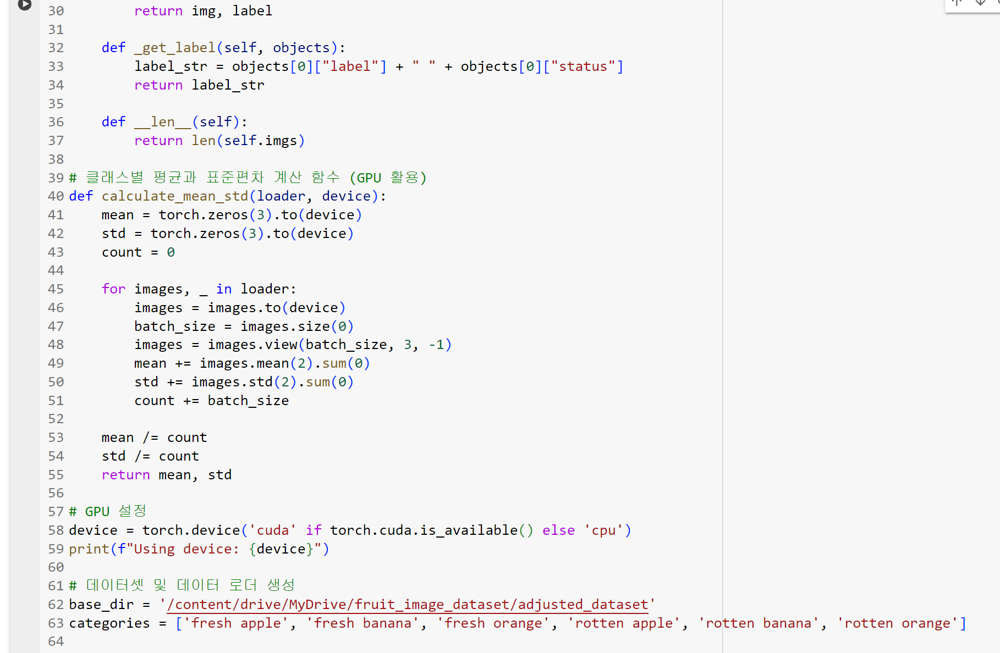 30         return img, label
31
32     def _get_label(self, objects):
33         label_str = objects[0]["label"] + " " + objects[0]["status"]
34         return label_str
35
36     def __len__(self):
37         return len(self.imgs)
38
39 # 클래스별 평균과 표준편차 계산 함수 (GPU 활용)
40 def calculate_mean_std(loader, device):
41     mean = torch.zeros(3).to(device)
42     std = torch.zeros(3).to(device)
43     count = 0
44
45     for images, _ in loader:
46         images = images.to(device)
47         batch_size = images.size(0)
48         images = images.view(batch_size, 3, -1)
49         mean += images.mean(2).sum(0)
50         std += images.std(2).sum(0)
51         count += batch_size
52
53     mean /= count
54     std /= count
55     return mean, std
56
57 # GPU 설정
58 device = torch.device('cuda' if torch.cuda.is_available() else 'cpu')
59 print(f"Using device: {device}")
60
61 # 데이터셋 및 데이터 로더 생성
62 base_dir = '/content/drive/MyDrive/fruit_image_dataset/adjusted_dataset'
63 categories = ['fresh apple', 'fresh banana', 'fresh orange', 'rotten apple', 'rotten banana', 'rotten orange']
64